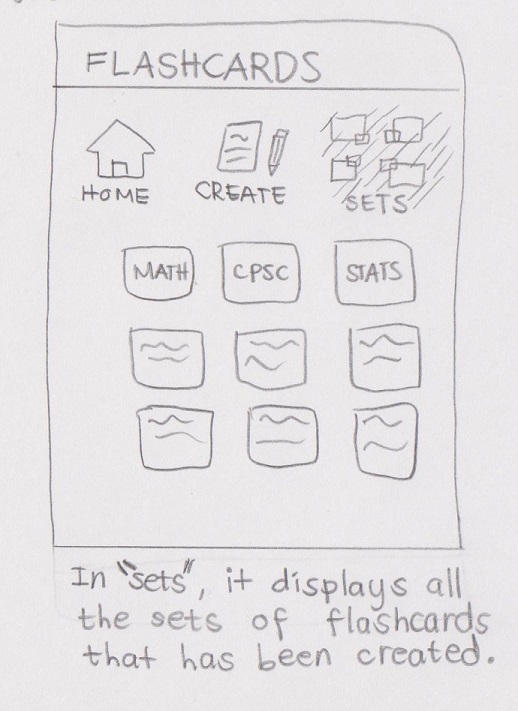 FLASHCARDS
HOME CREATE SETS
MATH CPSC STATS
In "sets", it displays all
the sets of flashcards
that has been created.